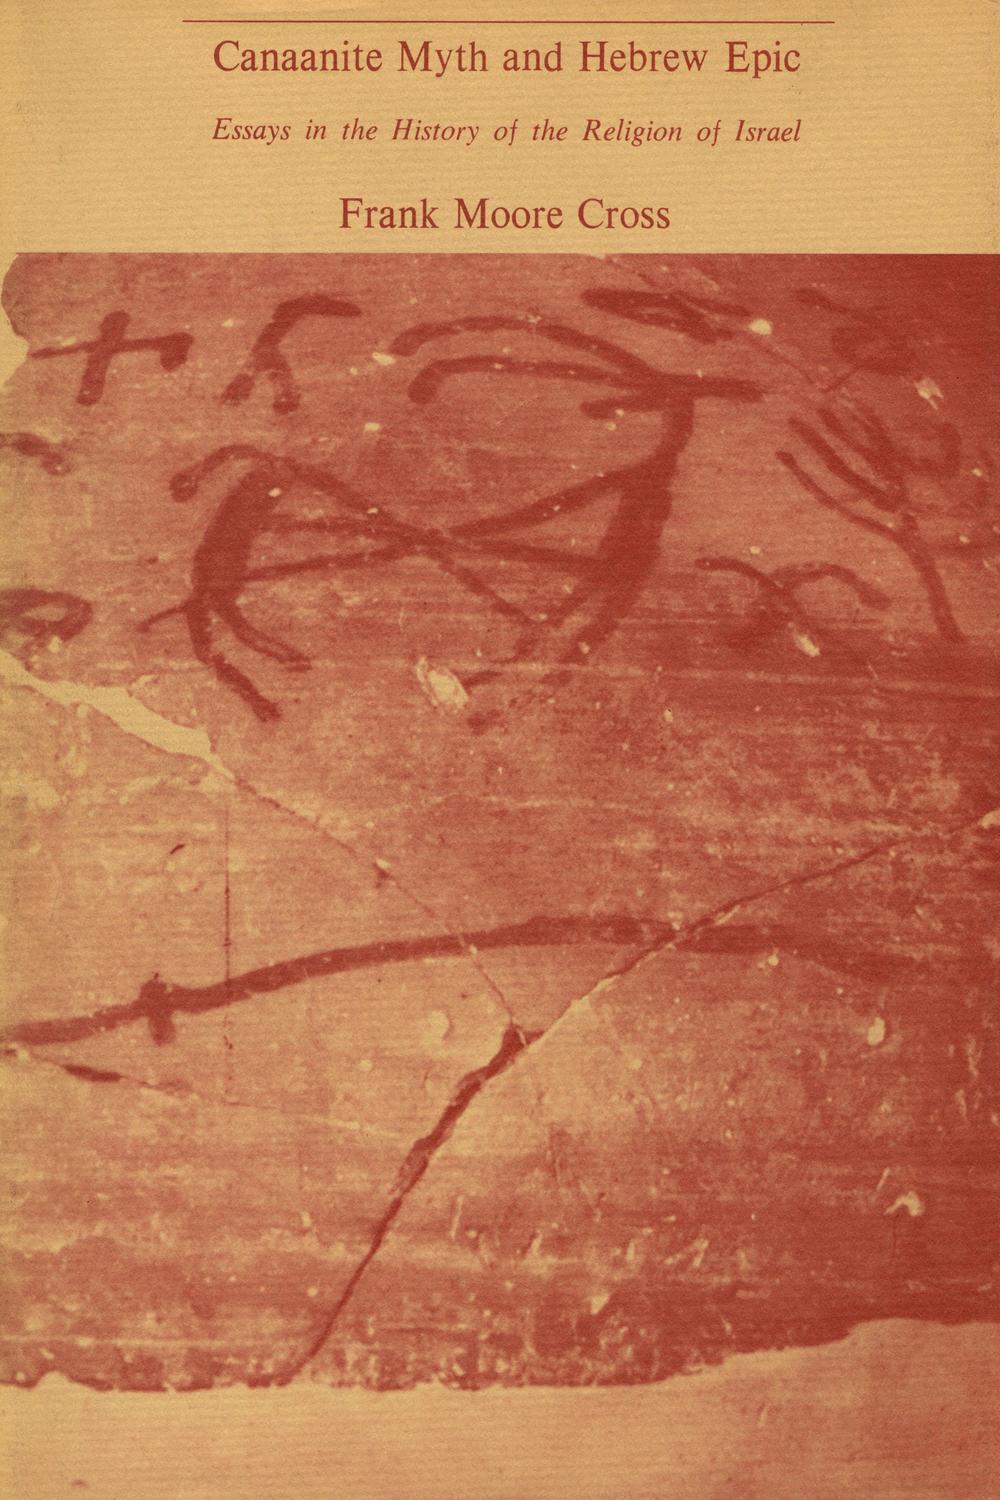 Canaanite Myth and Hebrew Epic
Essays in the History of the Religion of Israel
Frank Moore Cross